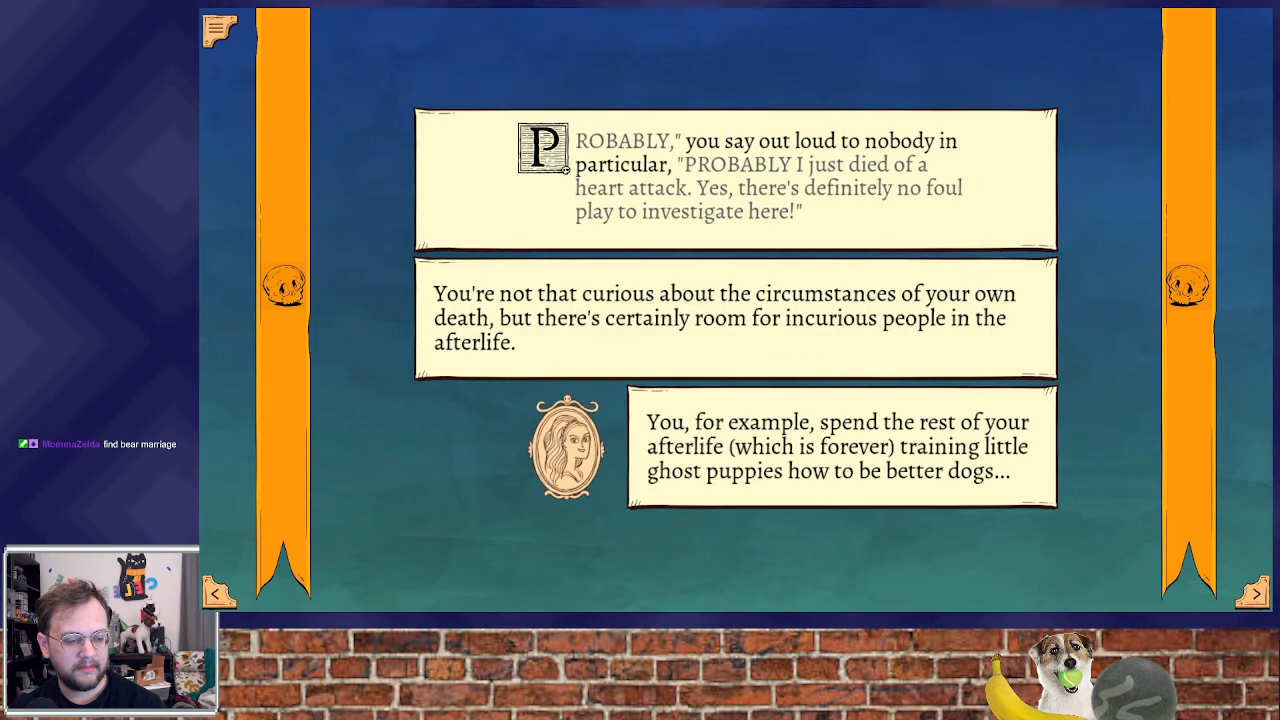 PROBABLY," you say out loud to nobody in
particular, "PROBABLY I just died of a
heart attack. Yes, there's definitely no foul
play to investigate here!"
You're not that curious about the circumstances of your own
death, but there's certainly room for incurious people in the
afterlife.
You, for example, spend the rest of your
afterlife (which is forever) training little
ghost puppies how to be better dogs...
MommaZelda find bear marriage